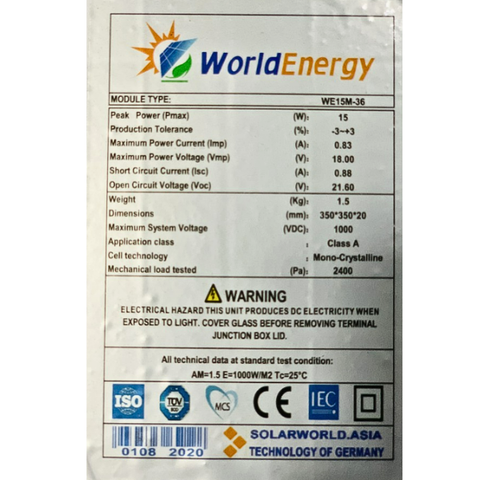 WorldEnergy
MODULE TYPE: WE15M-36
Peak Power (Pmax) (W): 15
Production Tolerance (%): -3~+3
Maximum Power Current (Imp) (A): 0.83
Maximum Power Voltage (Vmp) (V): 18.00
Short Circuit Current (Isc) (A): 0.88
Open Circuit Voltage (Voc) (V): 21.60
Weight (Kg): 1.5
Dimensions (mm): 350*350*20
Maximum System Voltage (VDC): 1000
Application class : Class A
Cell technology : Mono-Crystalline
Mechanical load tested (Pa): 2400
WARNING
ELECTRICAL HAZARD THIS UNIT PRODUCES DC ELECTRICITY WHEN
EXPOSED TO LIGHT. COVER GLASS BEFORE REMOVING TERMINAL
JUNCTION BOX LID.
All technical data at standard test condition:
AM=1.5 E=1000W/M2 Tc=25°C
ISO TÜV MCS CE IEC
SOLARWORLD.ASIA
0108 2020 TECHNOLOGY OF GERMANY